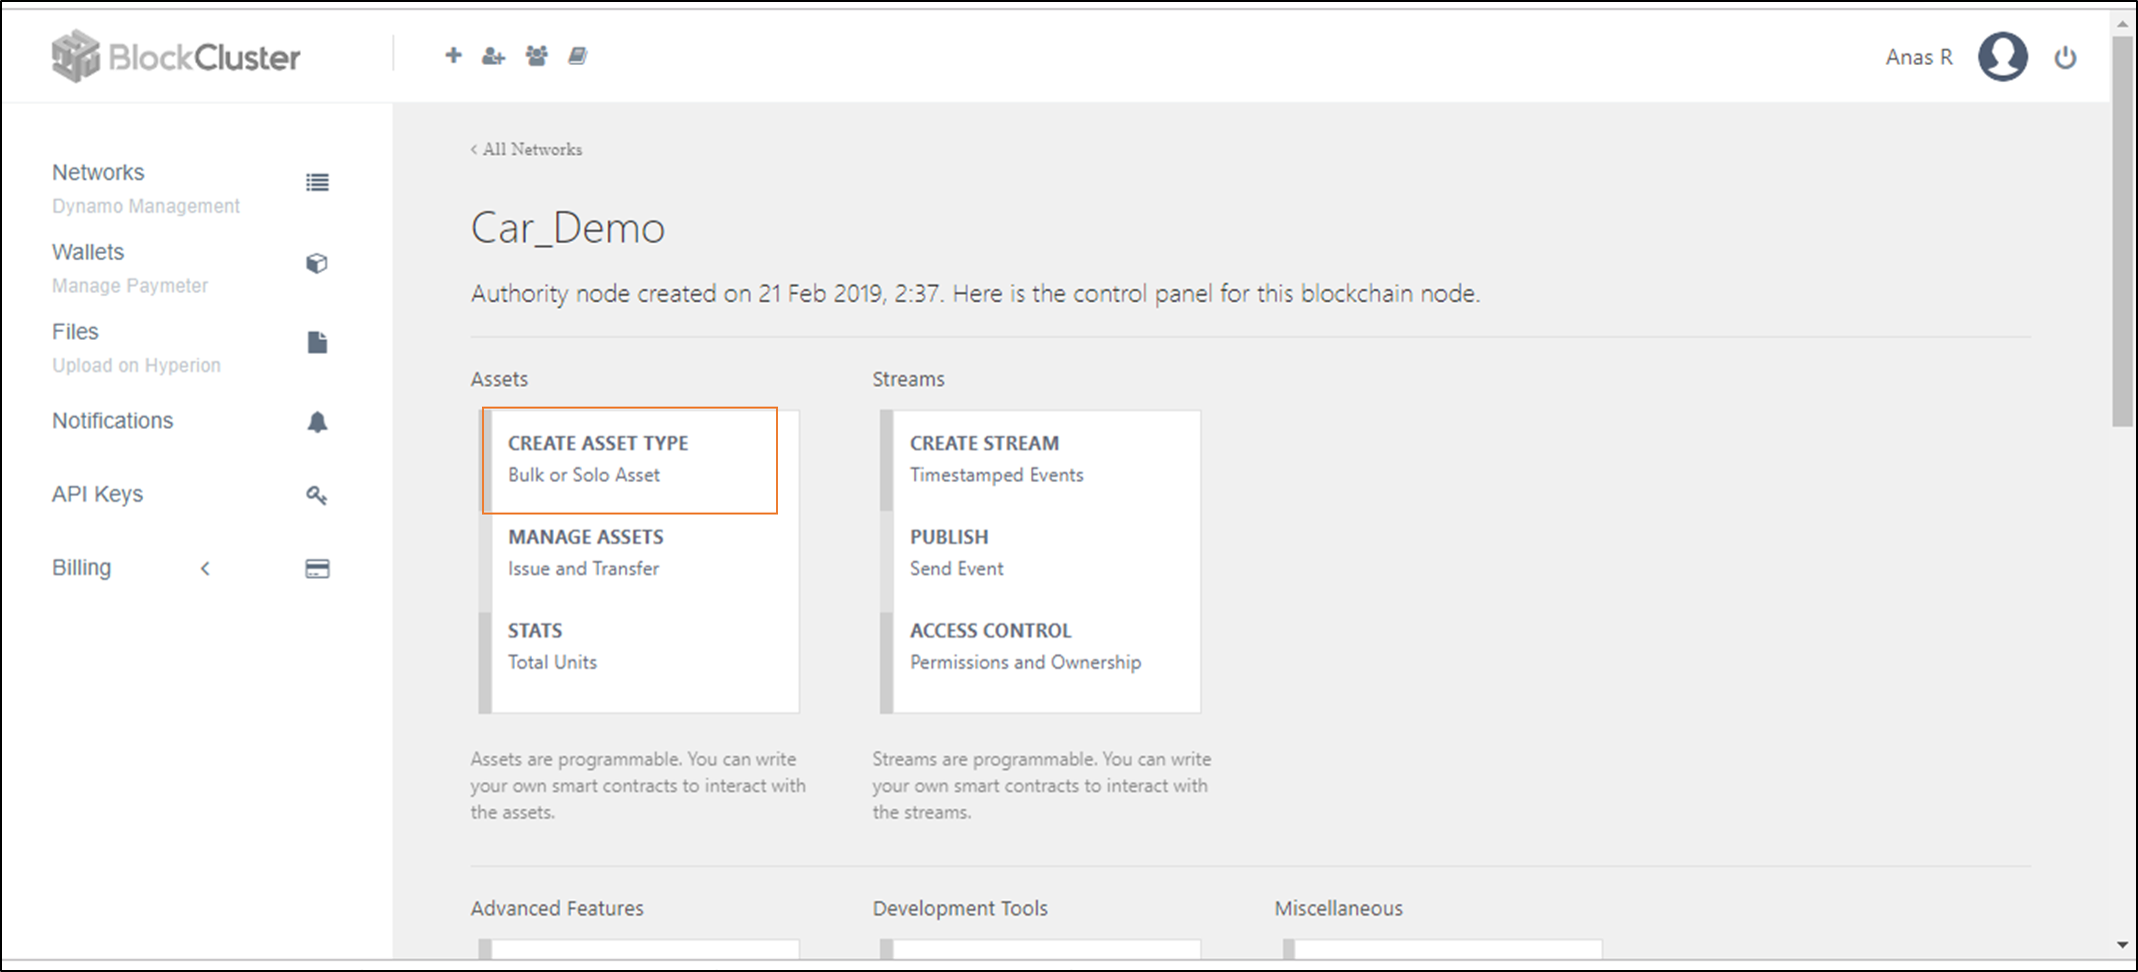 BlockCluster
Anas R
Networks
Dynamo Management
Wallets
Manage Paymeter
Files
Upload on Hyperion
Notifications
API Keys
Billing
< All Networks
Car_Demo
Authority node created on 21 Feb 2019, 2:37. Here is the control panel for this blockchain node.
Assets
CREATE ASSET TYPE
Bulk or Solo Asset
MANAGE ASSETS
Issue and Transfer
STATS
Total Units
Assets are programmable. You can write
your own smart contracts to interact with
the assets.
Streams
CREATE STREAM
Timestamped Events
PUBLISH
Send Event
ACCESS CONTROL
Permissions and Ownership
Streams are programmable. You can write
your own smart contracts to interact with
the streams.
Advanced Features
Development Tools
Miscellaneous